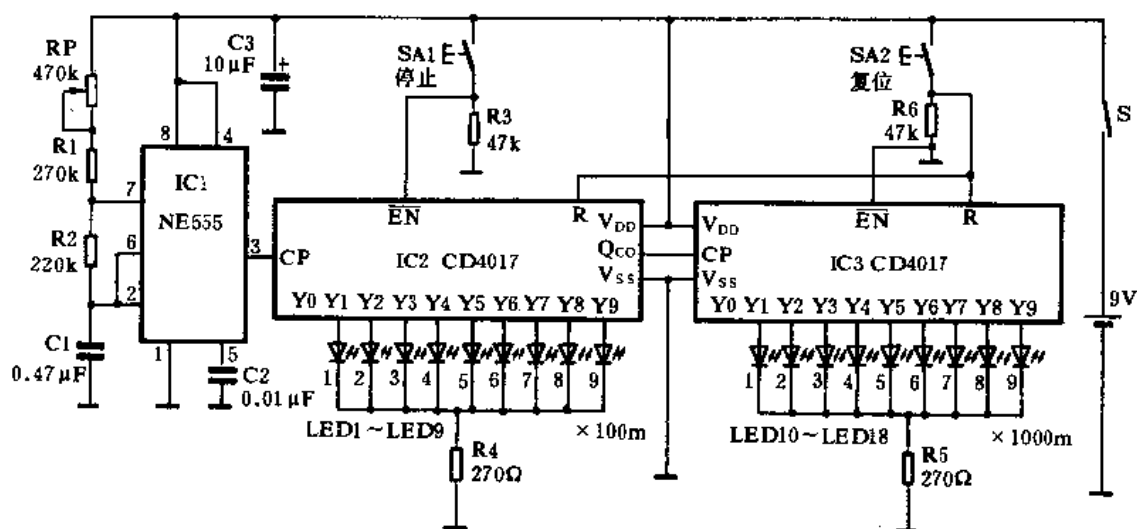 RP
470k
R1
270k
R2
220k
C1
0.47μF
C3
10μF
+
8
4
7
6
2
3
1
5
IC1
NE555
C2
0.01μF
SA1
停止
R3
47k
SA2
复位
R6
47k
S
9V
EN
R
VDD
CP
QCO
IC2 CD4017
VSS
Y0 Y1 Y2 Y3 Y4 Y5 Y6 Y7 Y8 Y9
EN
R
VDD
CP
IC3 CD4017
VSS
Y0 Y1 Y2 Y3 Y4 Y5 Y6 Y7 Y8 Y9
1 2 3 4 5 6 7 8 9
LED1~LED9
×100m
R4
270Ω
1 2 3 4 5 6 7 8 9
LED10~LED18
×1000m
R5
270Ω